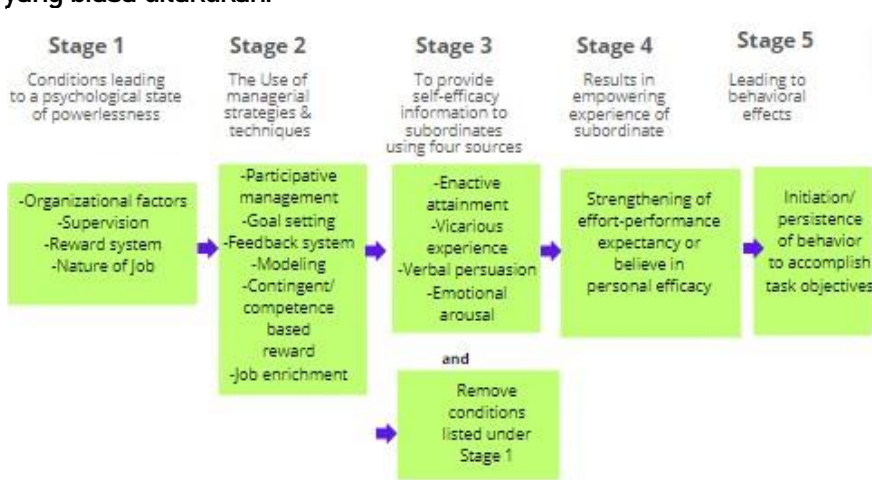 yang biasa dilakukan.
Stage 1
Conditions leading
to a psychological state
of powerlessness
-Organizational factors
-Supervision
-Reward system
-Nature of Job
Stage 2
The Use of
managerial
strategies &
techniques
-Participative
management
-Goal setting
-Feedback system
-Modeling
-Contingent/
competence
based
reward
-Job enrichment
Stage 3
To provide
self-efficacy
information to
subordinates
using four sources
-Enactive
attainment
-Vicarious
experience
-Verbal persuasion
-Emotional
arousal
and
Remove
conditions
listed under
Stage 1
Stage 4
Results in
empowering
experience of
subordinate
Strengthening of
effort-performance
expectancy or
believe in
personal efficacy
Stage 5
Leading to
behavioral
effects
Initiation/
persistence
of behavior
to accomplish
task objectives